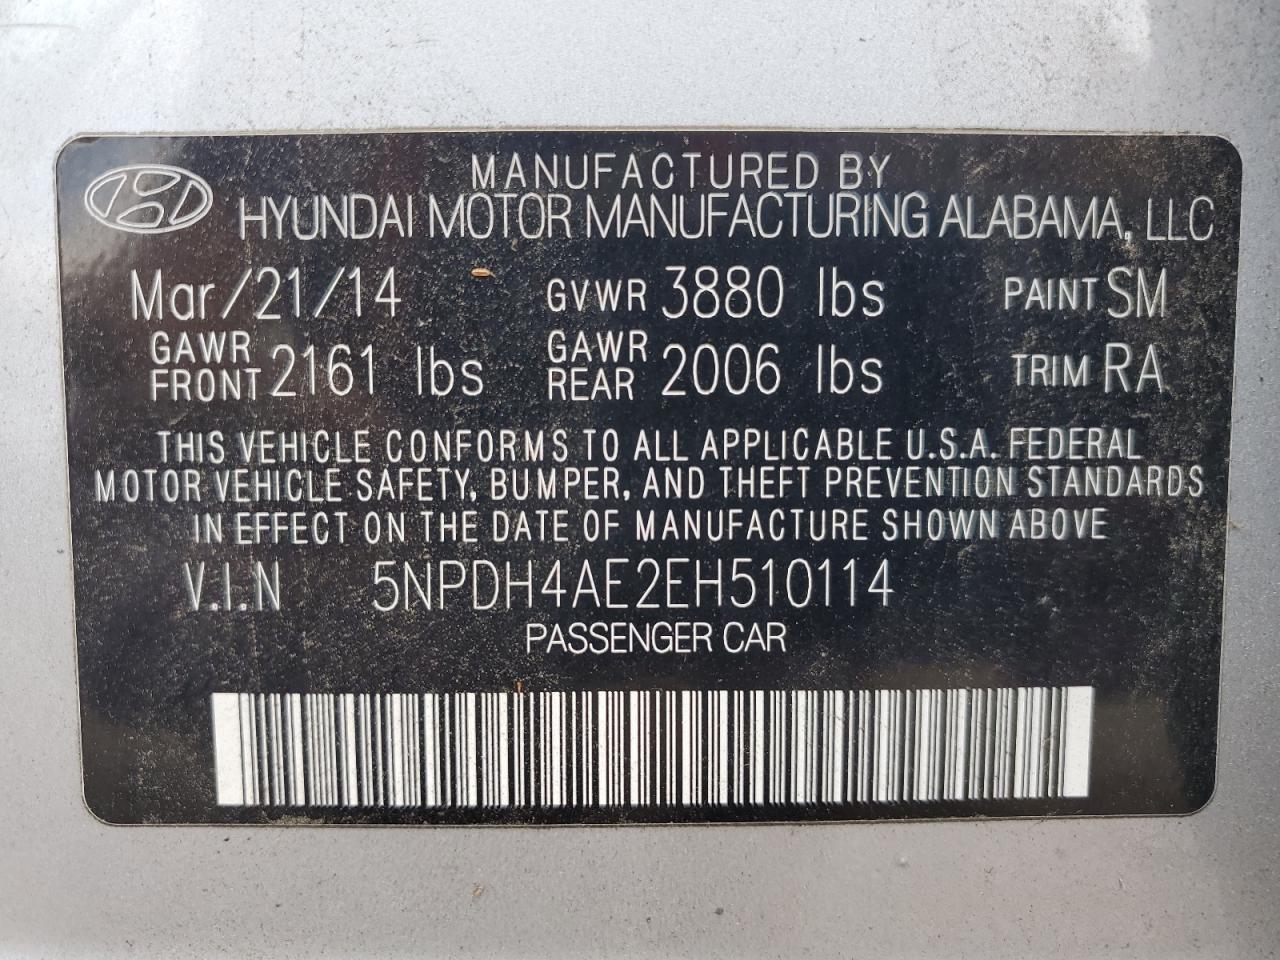 MANUFACTURED BY
HYUNDAI MOTOR MANUFACTURING ALABAMA, LLC
Mar/21/14 GVWR 3880 lbs PAINT SM
GAWR FRONT 2161 lbs GAWR REAR 2006 lbs TRIM RA
THIS VEHICLE CONFORMS TO ALL APPLICABLE U.S.A. FEDERAL
MOTOR VEHICLE SAFETY, BUMPER, AND THEFT PREVENTION STANDARDS
IN EFFECT ON THE DATE OF MANUFACTURE SHOWN ABOVE
V.I.N 5NPDH4AE2EH510114
PASSENGER CAR